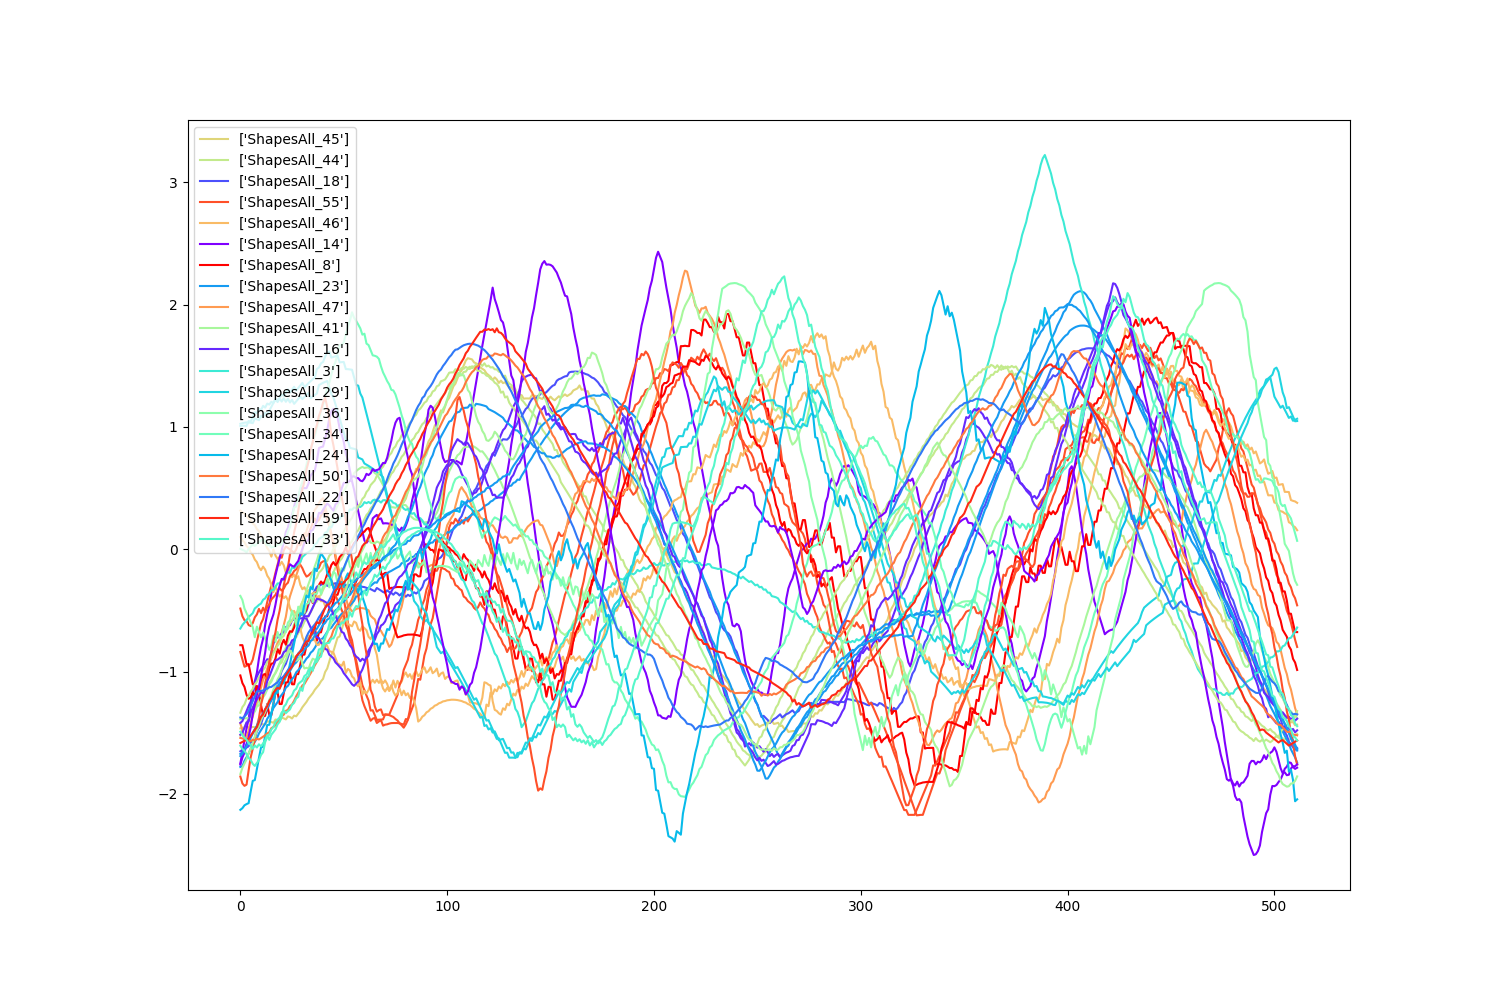 ['ShapesAll_45']
['ShapesAll_44']
['ShapesAll_18']
['ShapesAll_55']
['ShapesAll_46']
['ShapesAll_14']
['ShapesAll_8']
['ShapesAll_23']
['ShapesAll_47']
['ShapesAll_41']
['ShapesAll_16']
['ShapesAll_3']
['ShapesAll_29']
['ShapesAll_36']
['ShapesAll_34']
['ShapesAll_24']
['ShapesAll_50']
['ShapesAll_22']
['ShapesAll_59']
['ShapesAll_33']
3
2
1
0
−1
−2
0 100 200 300 400 500